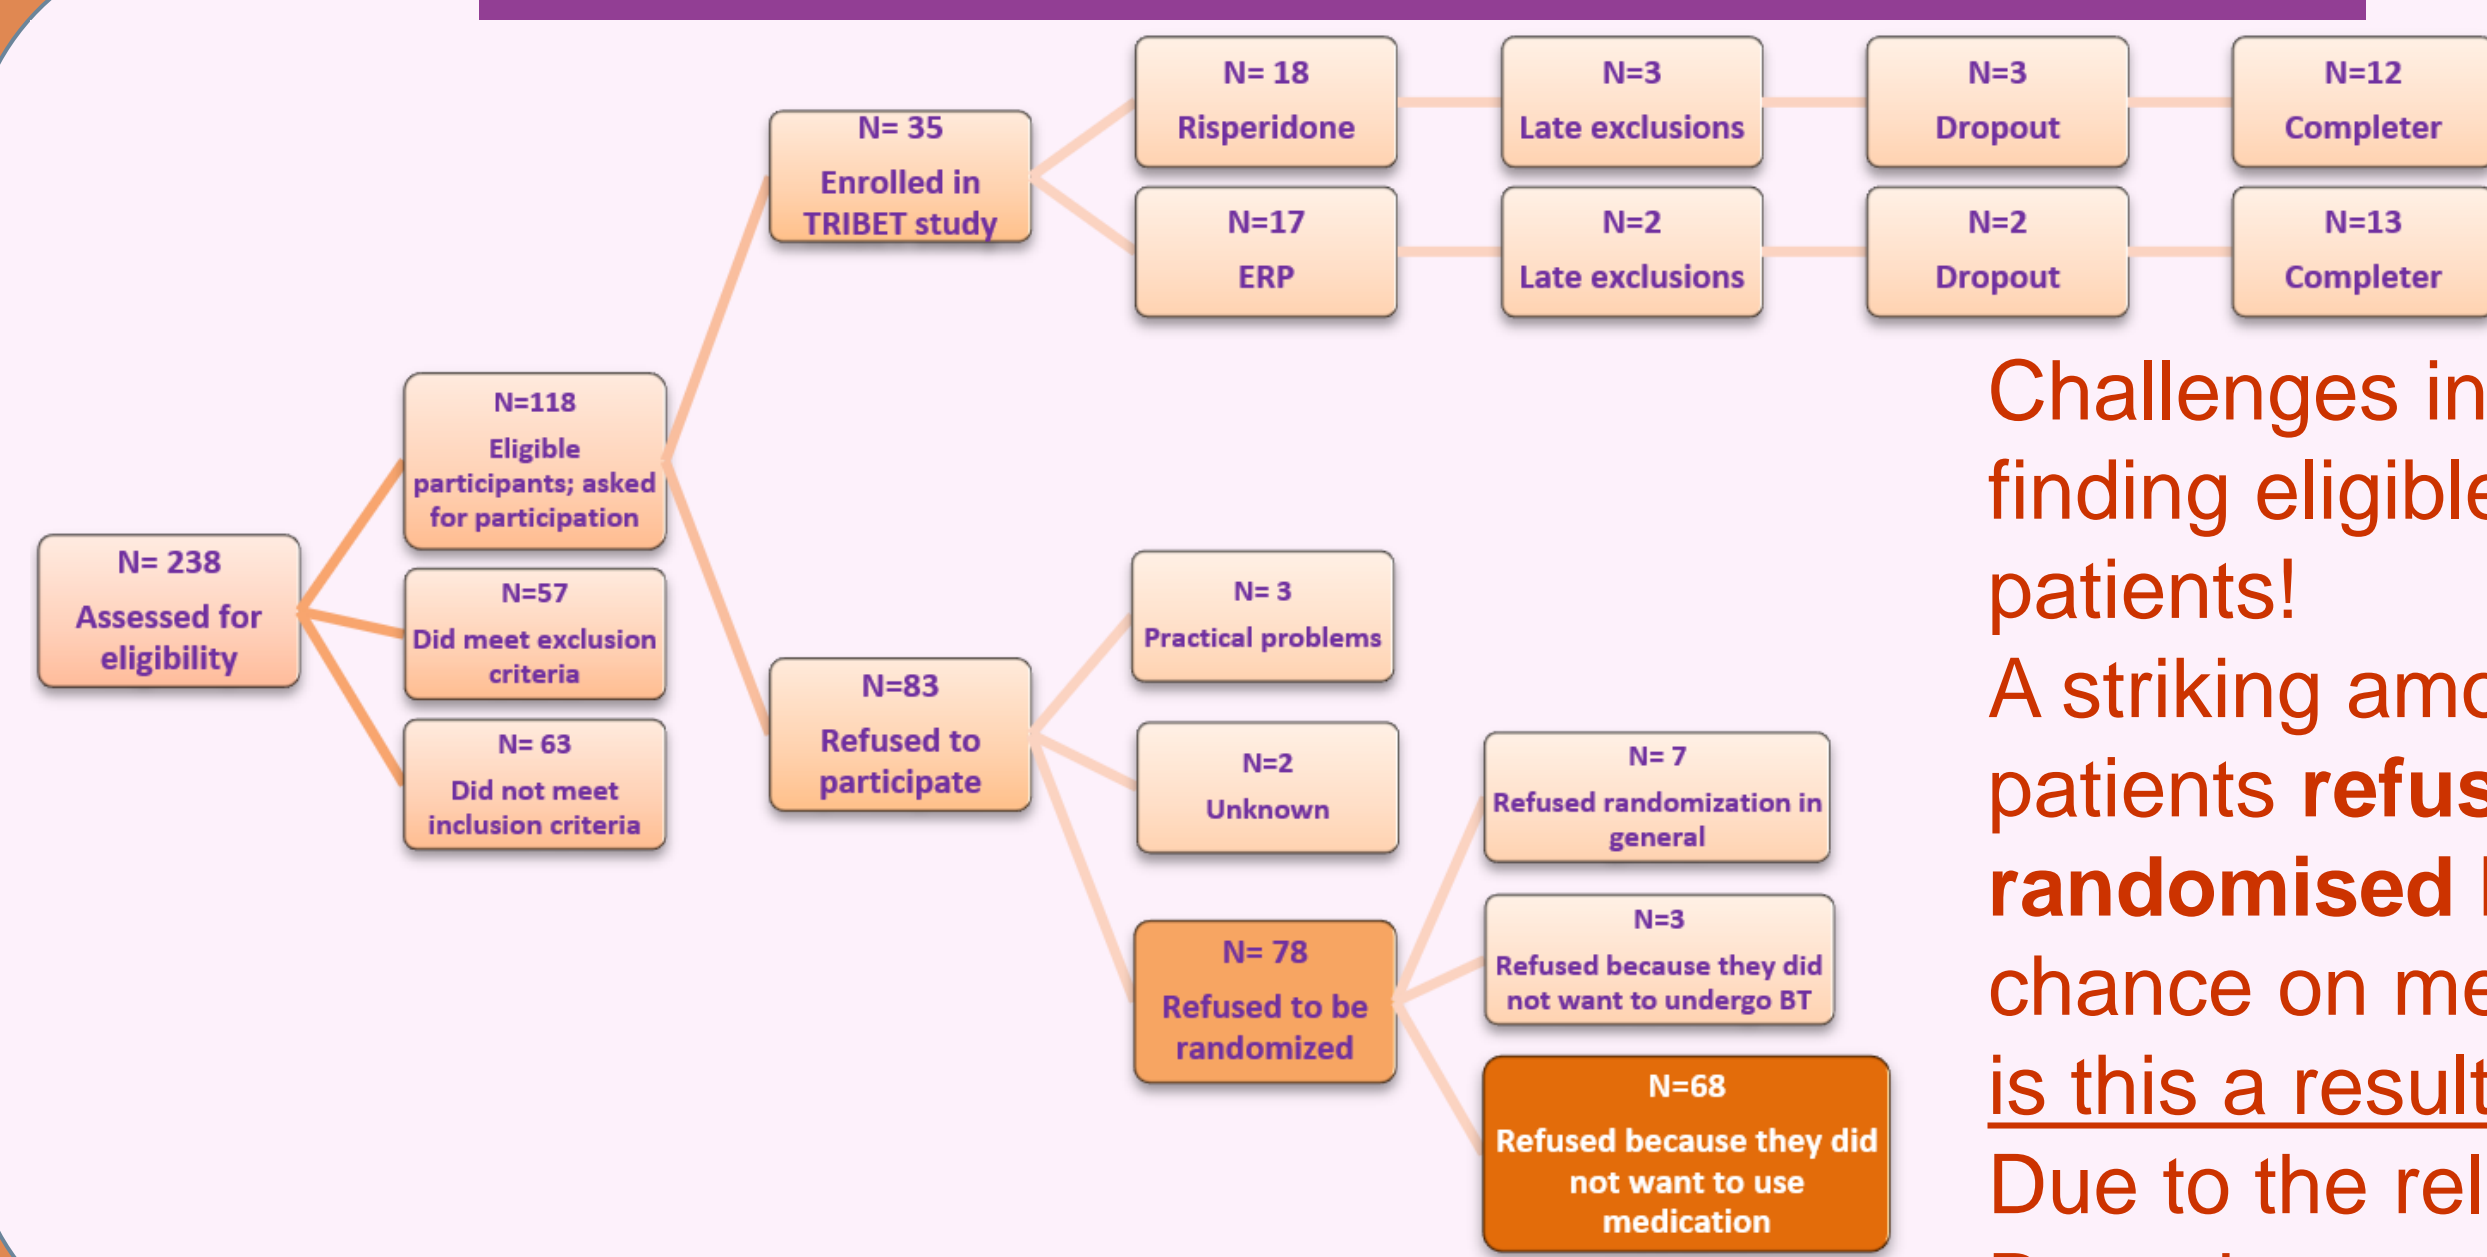 N= 238
Assessed for
eligibility
N=118
Eligible
participants; asked
for participation
N=57
Did meet exclusion
criteria
N= 63
Did not meet
inclusion criteria
N= 35
Enrolled in
TRIBET study
N= 18
Risperidone
N=3
Late exclusions
N=3
Dropout
N=12
Completer
N=17
ERP
N=2
Late exclusions
N=2
Dropout
N=13
Completer
N=83
Refused to
participate
N= 3
Practical problems
N=2
Unknown
N= 78
Refused to be
randomized
N= 7
Refused randomization in
general
N=3
Refused because they did
not want to undergo BT
N=68
Refused because they did
not want to use
medication
Challenges in
finding eligible
patients!
A striking
patients
randomised
chance on
is this a result
Due to the